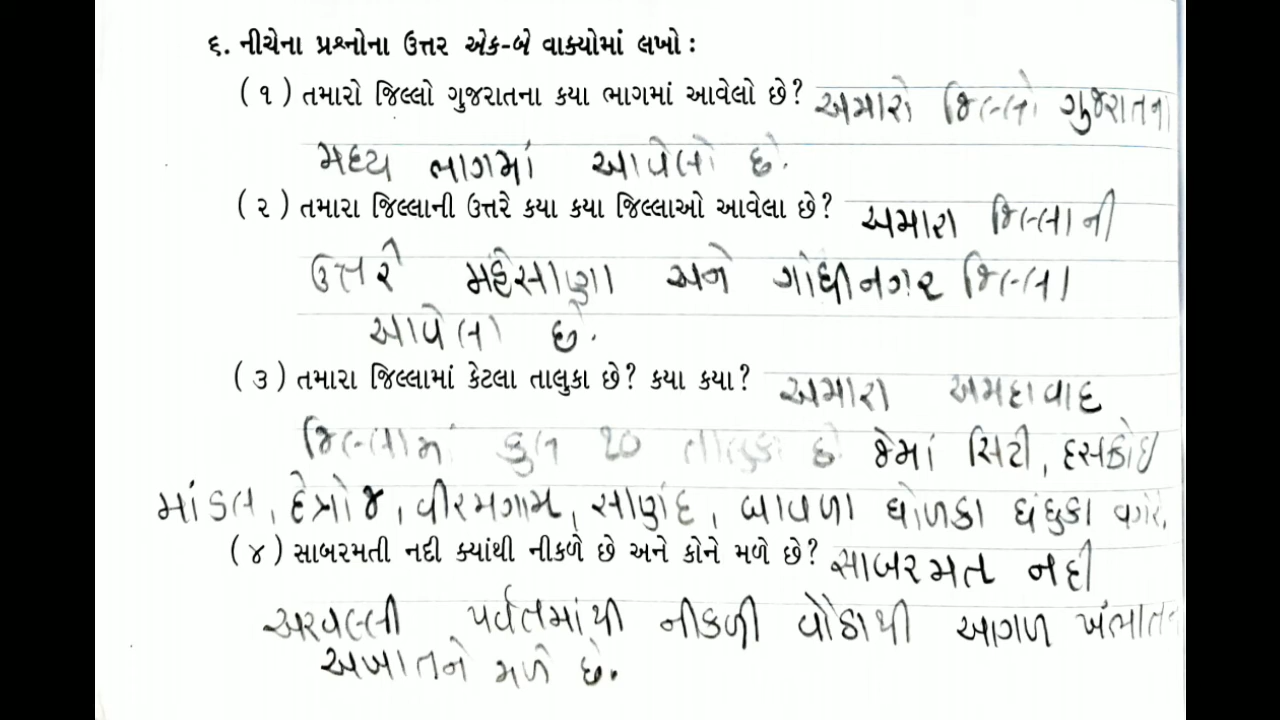 ૬. નીચેના પ્રશ્નોના ઉત્તર એક-બે વાક્યોમાં લખો :
(૧) તમારો જિલ્લો ગુજરાતના કયા ભાગમાં આવેલો છે? અમારો જિલ્લો ગુજરાતના
મધ્ય ભાગમાં આવેલો છે.
(૨) તમારા જિલ્લાની ઉત્તરે કયા કયા જિલ્લાઓ આવેલા છે? અમારા જિલ્લાની
ઉત્તરે મહેસાણા અને ગાંધીનગર જિલ્લા
આવેલા છે.
(૩) તમારા જિલ્લામાં કેટલા તાલુકા છે? કયા કયા? અમારા અમદાવાદ
જિલ્લામાં કુલ ૧૦ તાલુકા છે જેમાં સિટી, દસક્રોઇ
માંડલ, દેત્રોજ, વીરમગામ, સાણંદ, બાવળા ધોળકા ધંધુકા વગેરે.
(૪) સાબરમતી નદી ક્યાંથી નીકળે છે અને કોને મળે છે? સાબરમતી નદી
અરવલ્લી પર્વતમાંથી નીકળી વૌઠાથી આગળ ખંભાતના
અખાતને મળે છે.